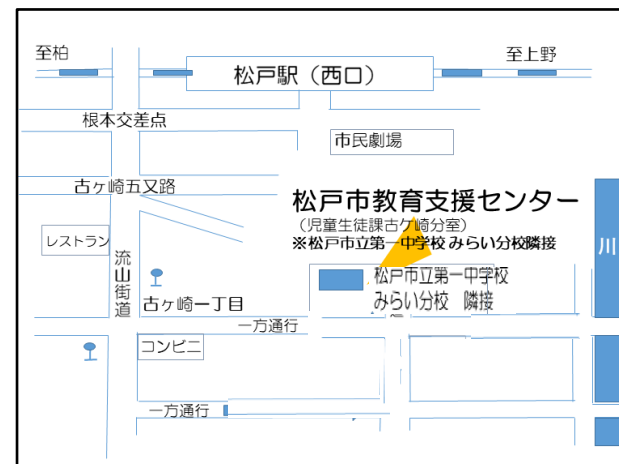 至柏
至上野
松戸駅（西口）
根本交差点
市民劇場
古ヶ崎五又路
松戸市教育支援センター
（児童生徒課古ケ崎分室）
※松戸市立第一中学校 みらい分校隣接
レストラン
川
流山街道
松戸市立第一中学校
みらい分校 隣接
古ヶ崎一丁目
一方通行
コンビニ
一方通行